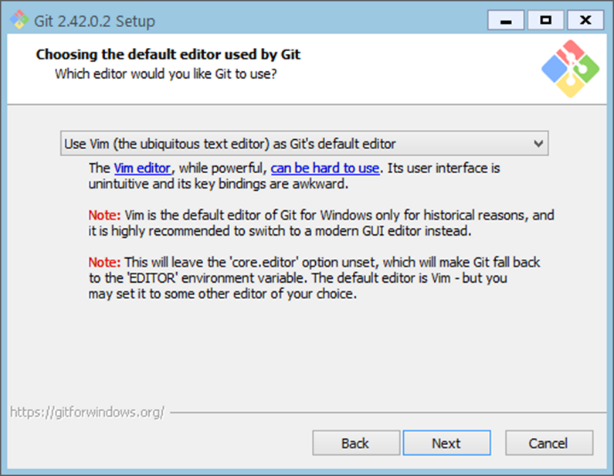 Git 2.42.0.2 Setup
Choosing the default editor used by Git
Which editor would you like Git to use?
Use Vim (the ubiquitous text editor) as Git's default editor
The Vim editor, while powerful, can be hard to use. Its user interface is
unintuitive and its key bindings are awkward.
Note: Vim is the default editor of Git for Windows only for historical reasons, and
it is highly recommended to switch to a modern GUI editor instead.
Note: This will leave the 'core.editor' option unset, which will make Git fall back
to the 'EDITOR' environment variable. The default editor is Vim - but you
may set it to some other editor of your choice.
https://gitforwindows.org/
Back
Next
Cancel